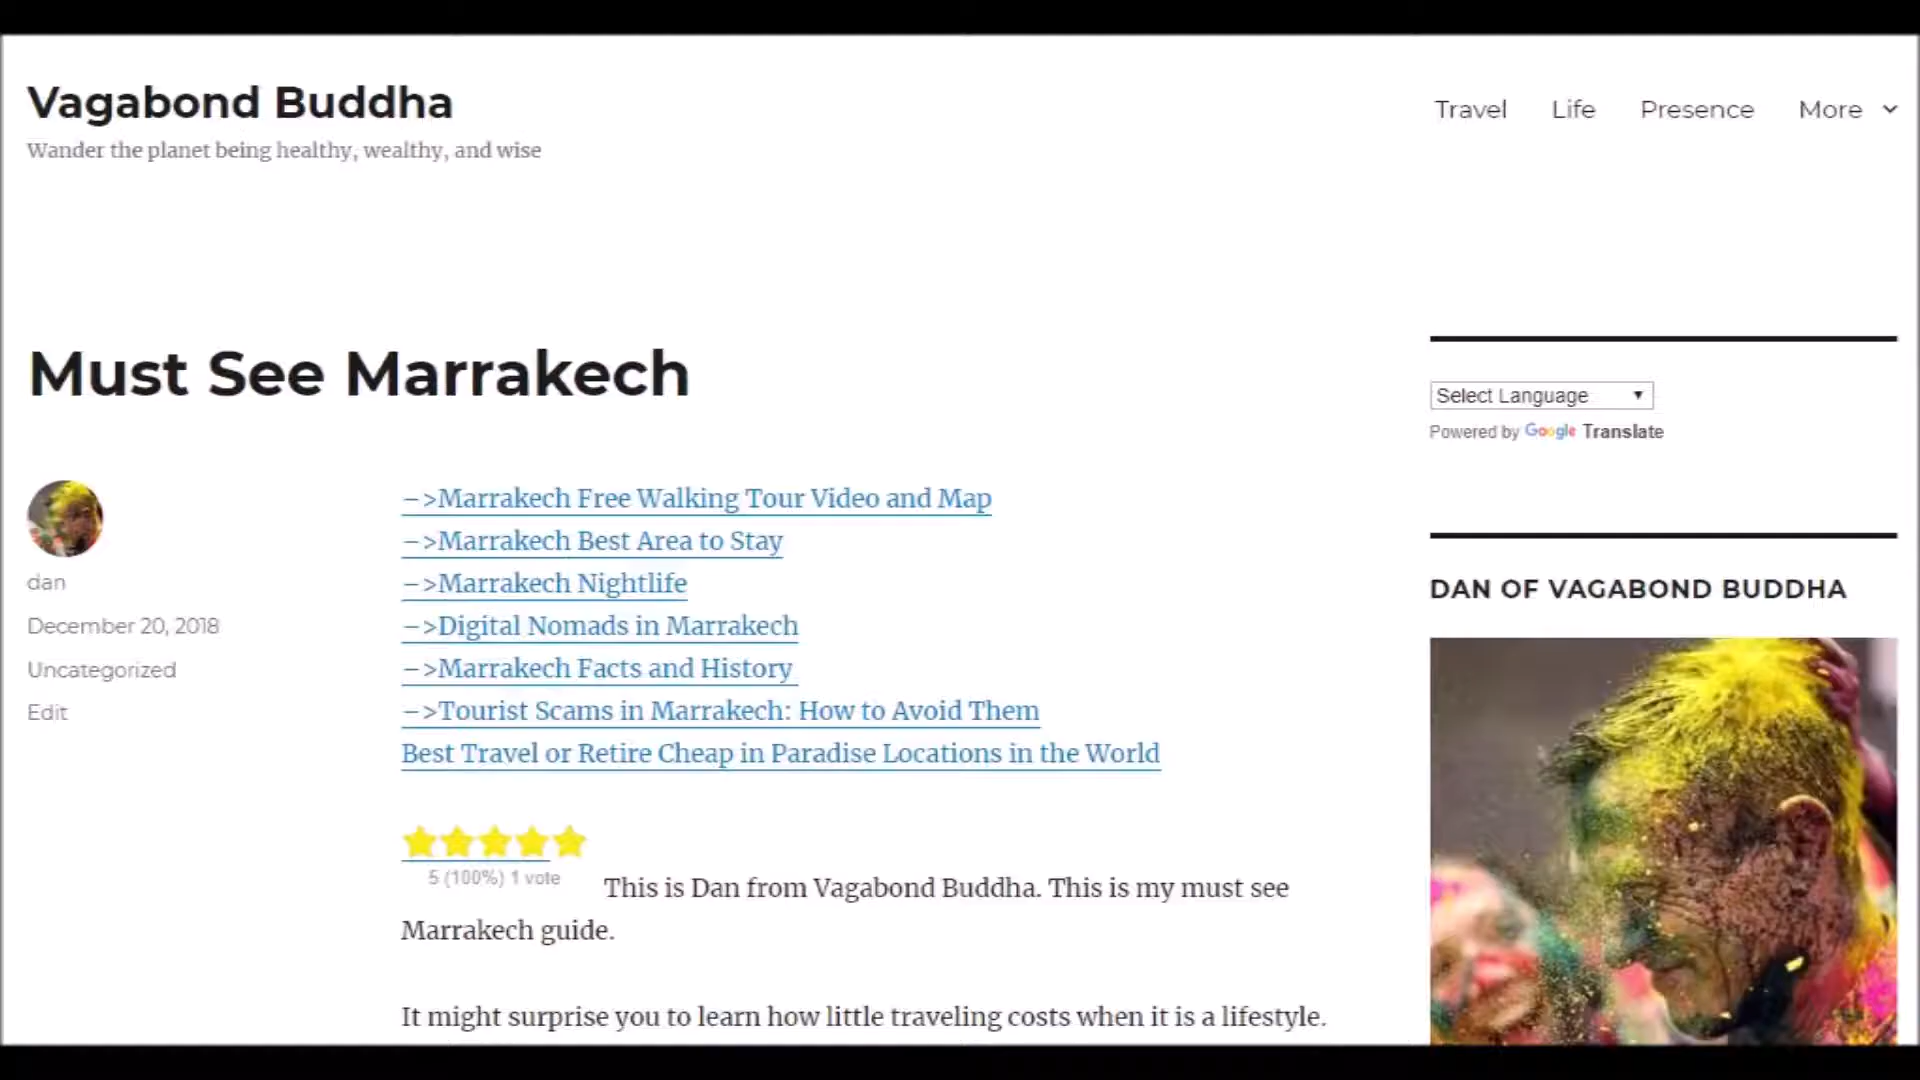 Vagabond Buddha
Wander the planet being healthy, wealthy, and wise
Travel Life Presence More
Must See Marrakech
dan
December 20, 2018
Uncategorized
Edit
–>Marrakech Free Walking Tour Video and Map
–>Marrakech Best Area to Stay
–>Marrakech Nightlife
–>Digital Nomads in Marrakech
–>Marrakech Facts and History
–>Tourist Scams in Marrakech: How to Avoid Them
Best Travel or Retire Cheap in Paradise Locations in the World
5 (100%) 1 vote
This is Dan from Vagabond Buddha. This is my must see
Marrakech guide.
It might surprise you to learn how little traveling costs when it is a lifestyle.
Select Language
Powered by Google Translate
DAN OF VAGABOND BUDDHA